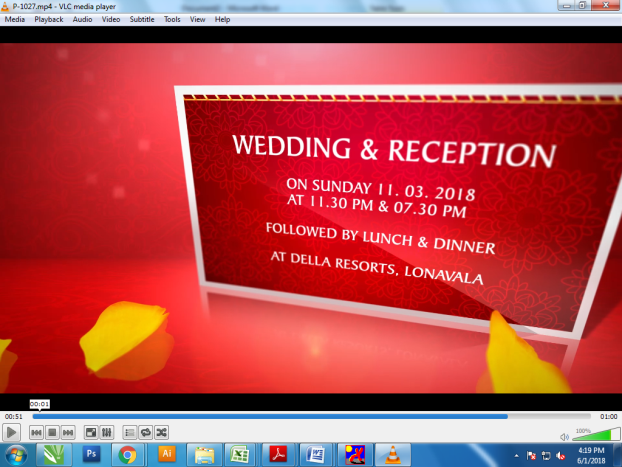 P-1027.mp4 - VLC media player
Media Playback Audio Video Subtitle Tools View Help
WEDDING & RECEPTION
ON SUNDAY 11. 03. 2018
AT 11.30 PM & 07.30 PM
FOLLOWED BY LUNCH & DINNER
AT DELLA RESORTS, LONAVALA
00:01
00:51 01:00
100%
Ps
Ai
4:19 PM
6/1/2018